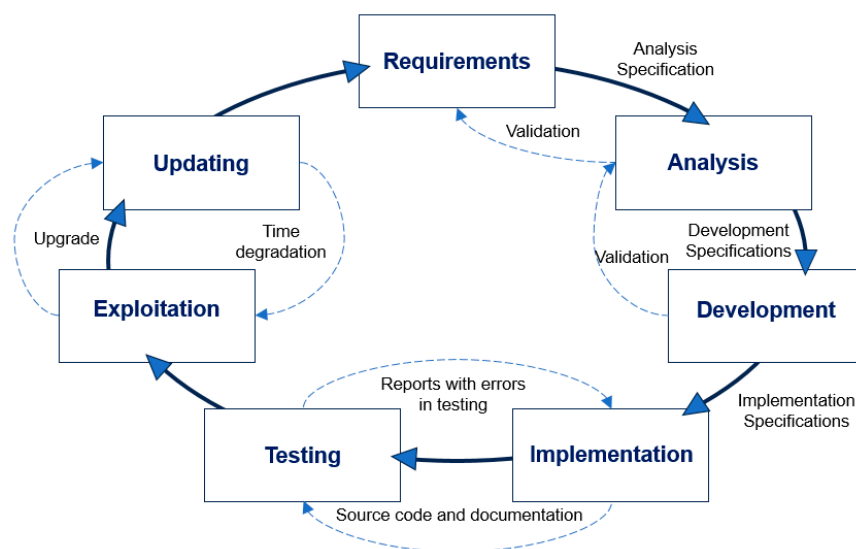 Requirements
Analysis
Specification
Validation
Analysis
Updating
Development
Specifications
Upgrade
Time
degradation
Validation
Exploitation
Development
Reports with errors
in testing
Implementation
Specifications
Testing
Implementation
Source code and documentation